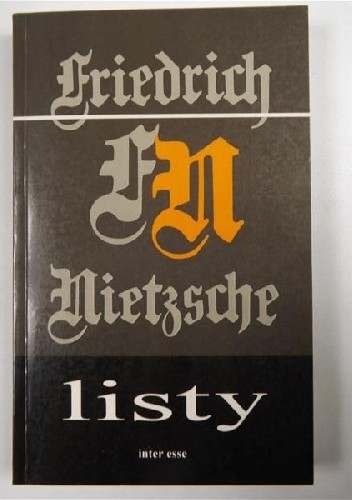 Friedrich
FN
Nietzsche
listy
inter esse